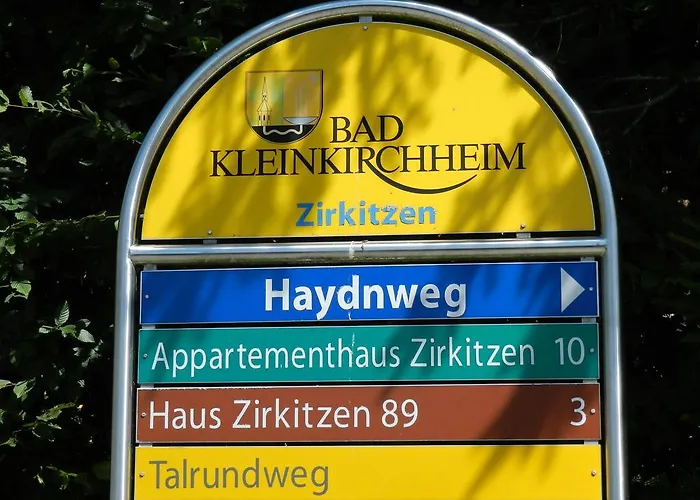 BAD
KLEINKIRCHHEIM
Zirkitzen
Haydnweg
Appartementhaus Zirkitzen 10
Haus Zirkitzen 89 3
Talrundweg